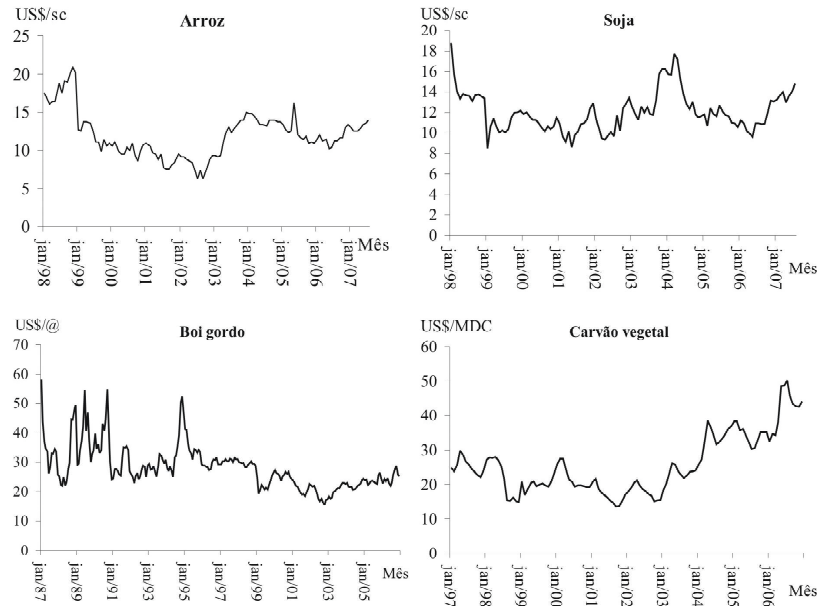 US$/sc
Arroz
25
20
15
10
5
0
jan/98
jan/99
jan/00
jan/01
jan/02
jan/03
jan/04
jan/05
jan/06
jan/07
Mês
US$/sc
Soja
20
18
16
14
12
10
8
6
4
2
0
jan/98
jan/99
jan/00
jan/01
jan/02
jan/03
jan/04
jan/05
jan/06
jan/07
Mês
US$/@
Boi gordo
70
60
50
40
30
20
10
0
jan/87
jan/89
jan/91
jan/93
jan/95
jan/97
jan/99
jan/01
jan/03
jan/05
Mês
US$/MDC
Carvão vegetal
60
50
40
30
20
10
0
jan/97
jan/98
jan/99
jan/00
jan/01
jan/02
jan/03
jan/04
jan/05
jan/06
Mês